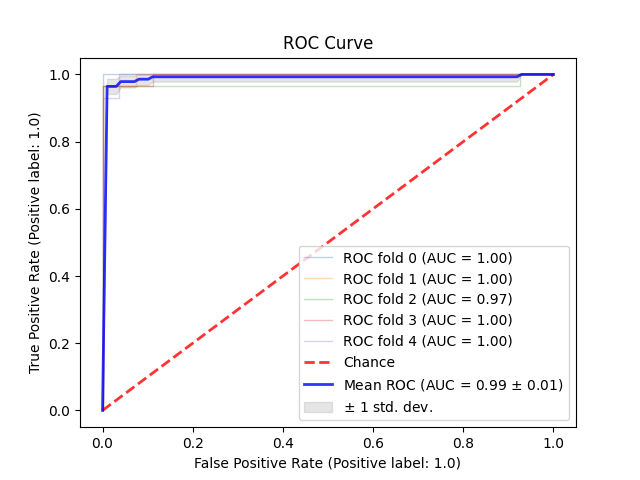 ROC Curve
True Positive Rate (Positive label: 1.0)
1.0
0.8
0.6
0.4
0.2
0.0
ROC fold 0 (AUC = 1.00)
ROC fold 1 (AUC = 1.00)
ROC fold 2 (AUC = 0.97)
ROC fold 3 (AUC = 1.00)
ROC fold 4 (AUC = 1.00)
Chance
Mean ROC (AUC = 0.99 ± 0.01)
± 1 std. dev.
0.0 0.2 0.4 0.6 0.8 1.0
False Positive Rate (Positive label: 1.0)